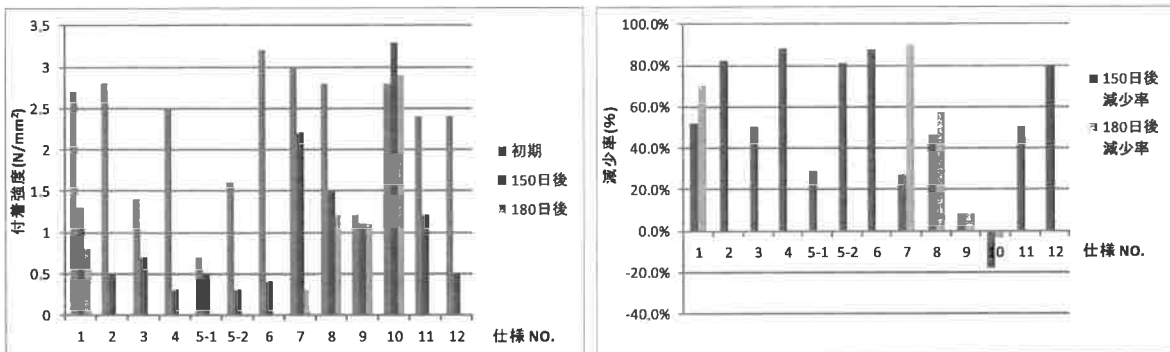 付着強度(N/mm²)
3,5
3
2.5
2
1.5
1
0.5
0
1 2 3 4 5-1 5-2 6 7 8 9 10 11 12 仕様 NO.
初期
150日後
180日後
減少率(%)
100.0%
80.0%
60.0%
40.0%
20.0%
0.0%
-20.0%
-40,0%
1 2 3 4 5-1 5-2 6 7 8 9 10 11 12 仕様 NO.
150日後
減少率
180日後
減少率